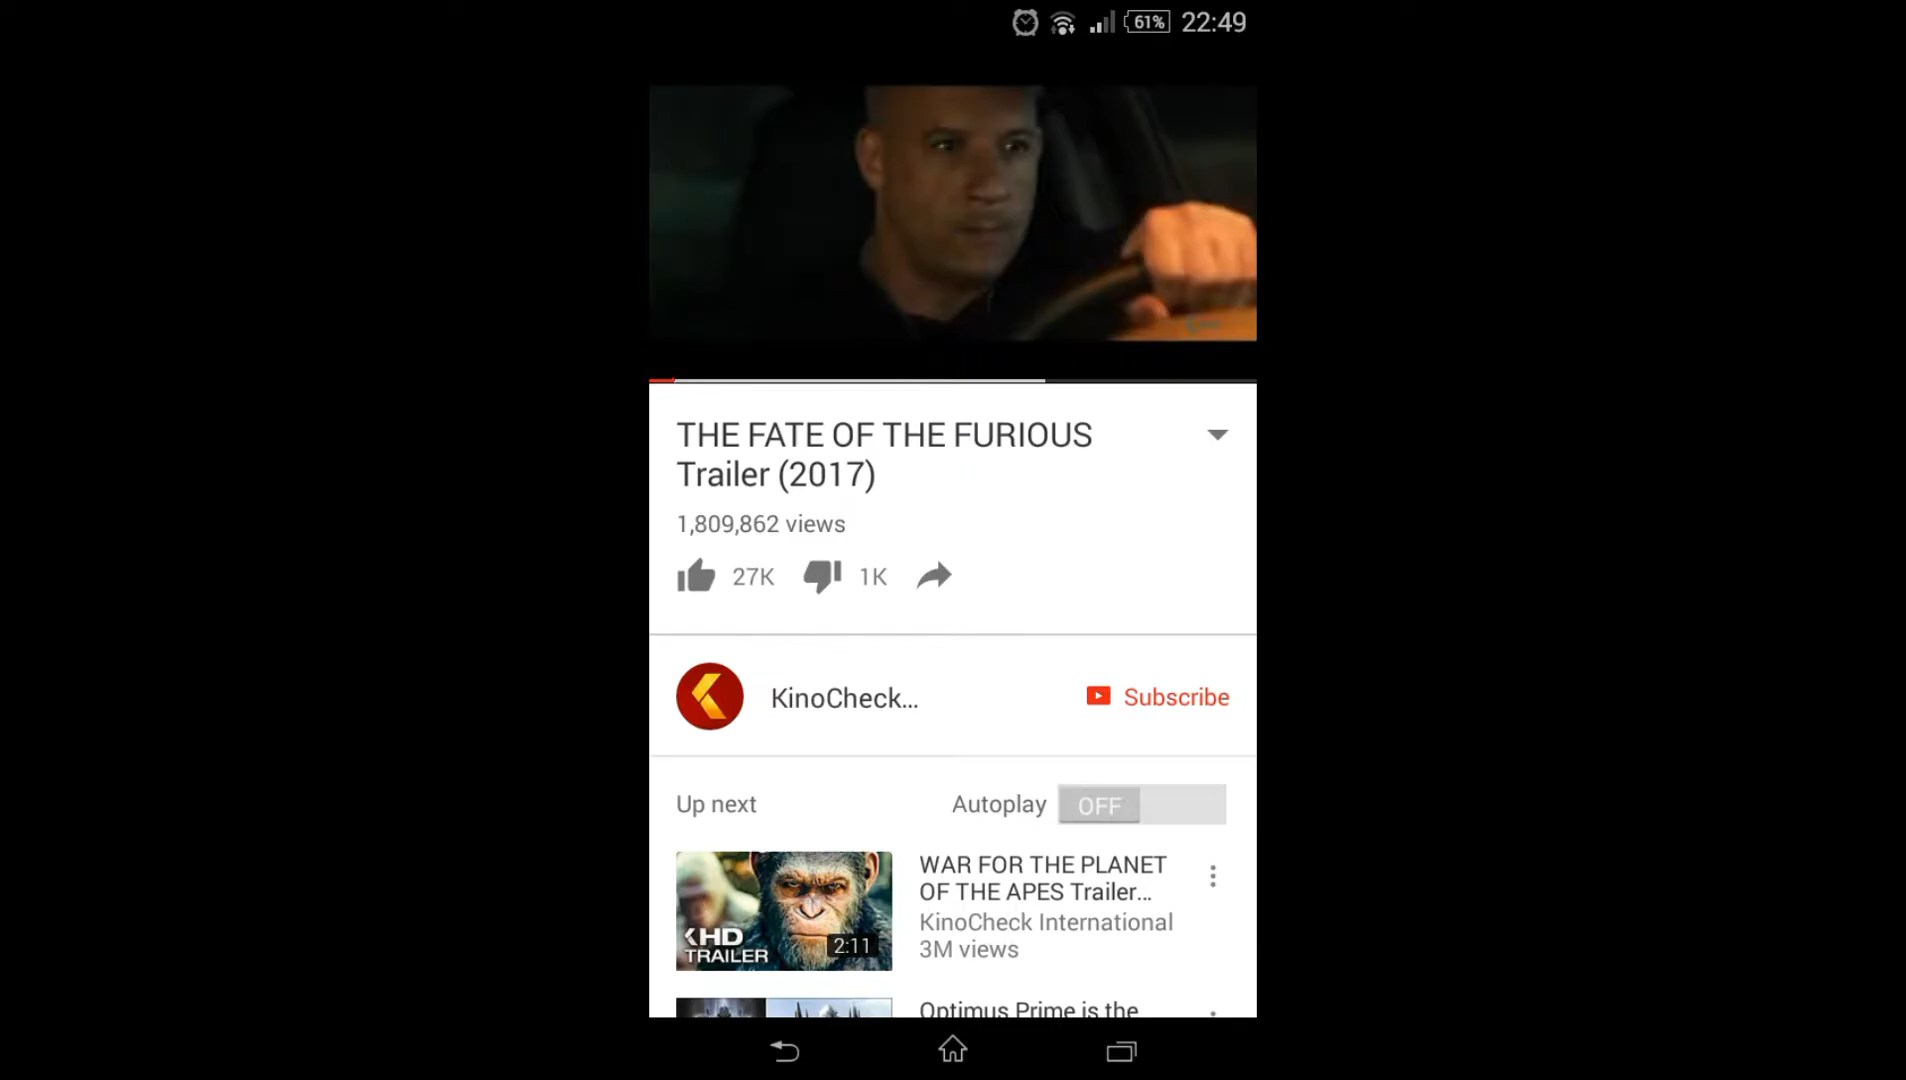 61% 22:49
THE FATE OF THE FURIOUS
Trailer (2017)
1,809,862 views
27K 1K
KinoCheck... Subscribe
Up next Autoplay OFF
WAR FOR THE PLANET
OF THE APES Trailer...
KinoCheck International
3M views
HD
TRAILER
2:11
Optimus Prime is the